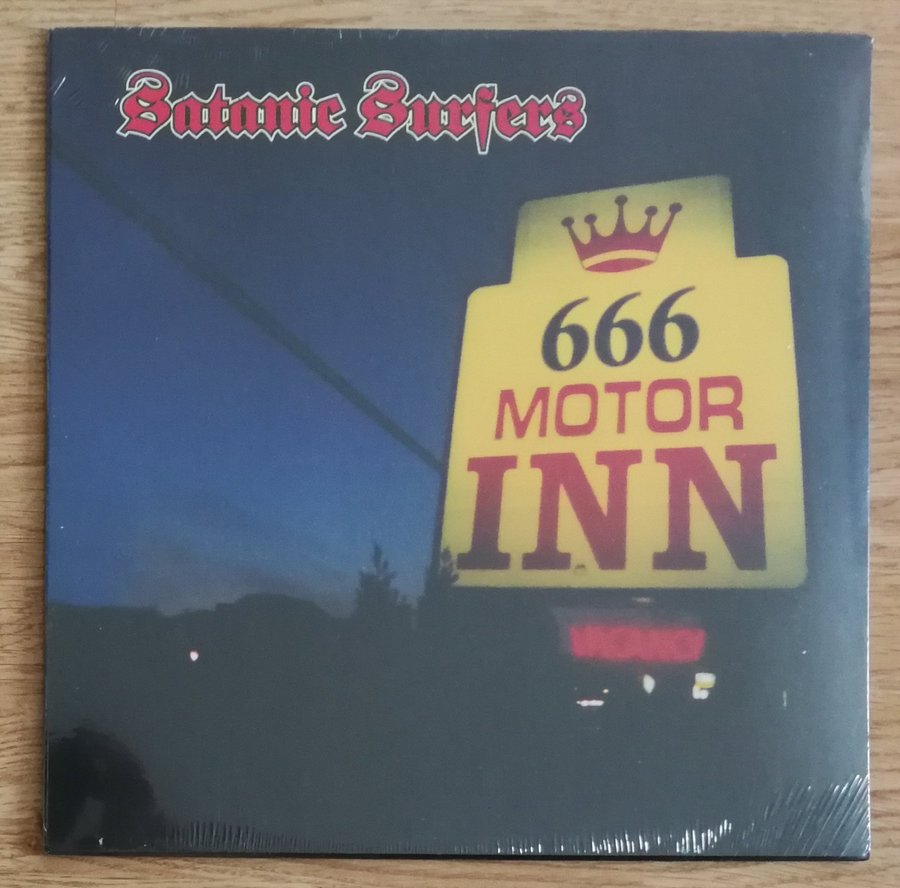 Satanic Surfers
666
MOTOR
INN